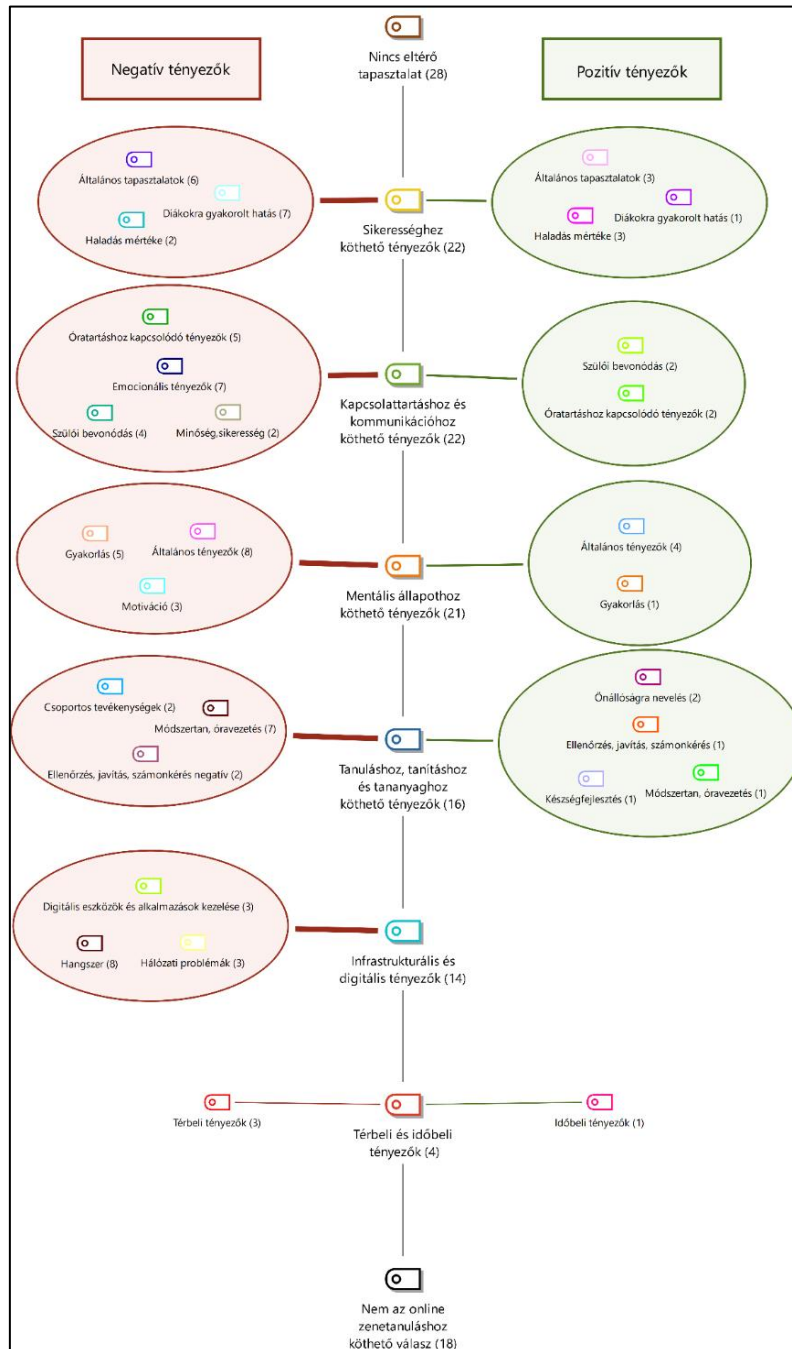 Nincs eltérő
tapasztalat (28)
Negatív tényezők
Pozitív tényezők
Általános tapasztalatok (6)
Diákokra gyakorolt hatás (7)
Haladás mértéke (2)
Sikerességhez
köthető tényezők (22)
Általános tapasztalatok (3)
Diákokra gyakorolt hatás (1)
Haladás mértéke (3)
Óratartáshoz kapcsolódó tényezők (5)
Emocionális tényezők (7)
Szülői bevonódás (4)
Minőség,sikeresség (2)
Kapcsolattartáshoz és
kommunikációhoz
köthető tényezők (22)
Szülői bevonódás (2)
Óratartáshoz kapcsolódó tényezők (2)
Gyakorlás (5)
Általános tényezők (8)
Motiváció (3)
Mentális állapothoz
köthető tényezők (21)
Általános tényezők (4)
Gyakorlás (1)
Csoportos tevékenységek (2)
Módszertan, óravezetés (7)
Ellenőrzés, javítás, számonkérés negatív (2)
Tanuláshoz, tanításhoz
és tananyaghoz
köthető tényezők (16)
Önállóságra nevelés (2)
Ellenőrzés, javítás, számonkérés (1)
Készségfejlesztés (1)
Módszertan, óravezetés (1)
Digitális eszközök és alkalmazások kezelése (3)
Hangszer (8)
Hálózati problémák (3)
Infrastrukturális és
digitális tényezők (14)
Térbeli tényezők (3)
Térbeli és időbeli
tényezők (4)
Időbeli tényezők (1)
Nem az online
zenetanuláshoz
köthető válasz (18)